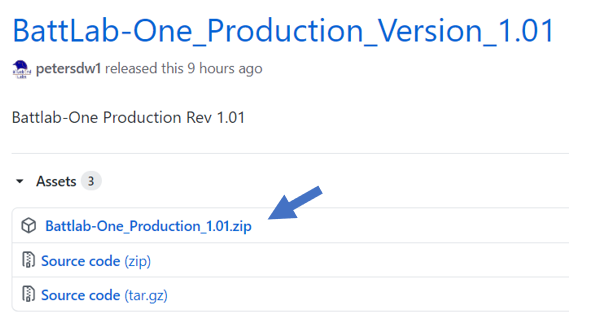 BattLab-One_Production_Version_1.01
petersdw1 released this 9 hours ago
Battlab-One Production Rev 1.01
Assets 3
Battlab-One_Production_1.01.zip
Source code (zip)
Source code (tar.gz)